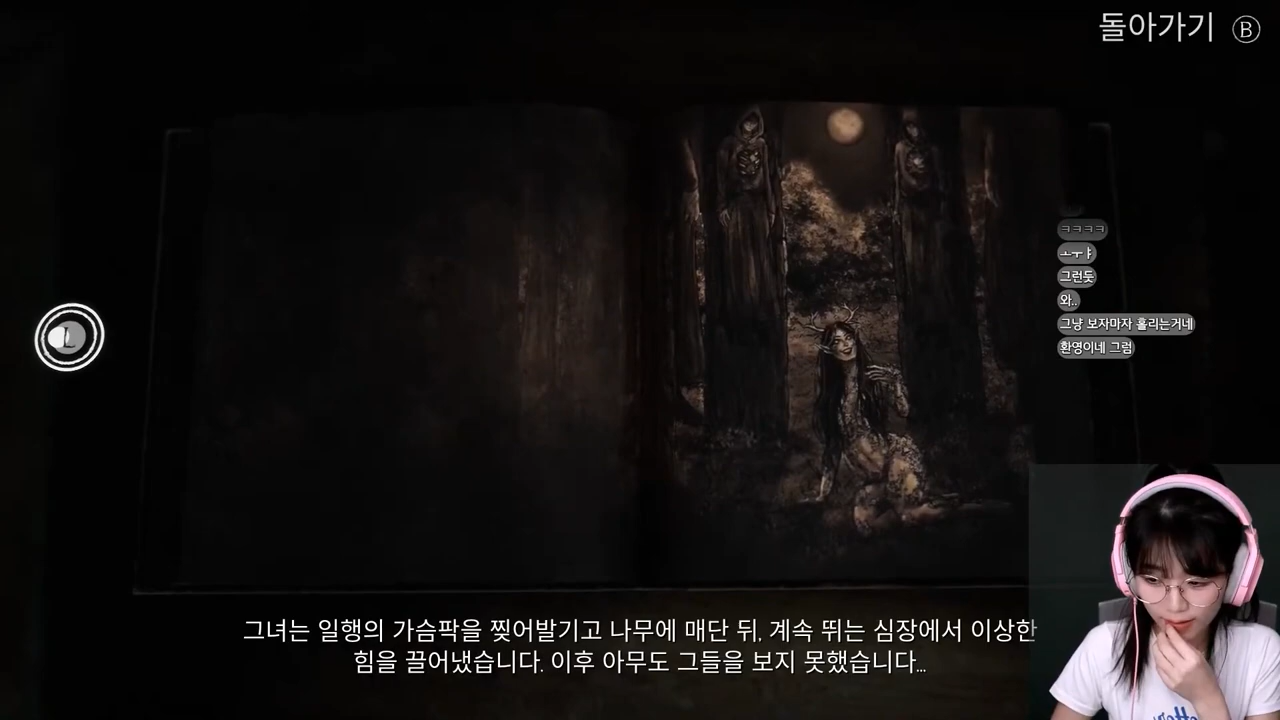 돌아가기 B
ㅋㅋㅋㅋ
ㅗㅜㅑ
그런듯
와..
그냥 보자마자 홀리는거네
환영이네 그럼
그녀는 일행의 가슴팍을 찢어발기고 나무에 매단 뒤, 계속 뛰는 심장에서 이상한
힘을 끌어냈습니다. 이후 아무도 그들을 보지 못했습니다...